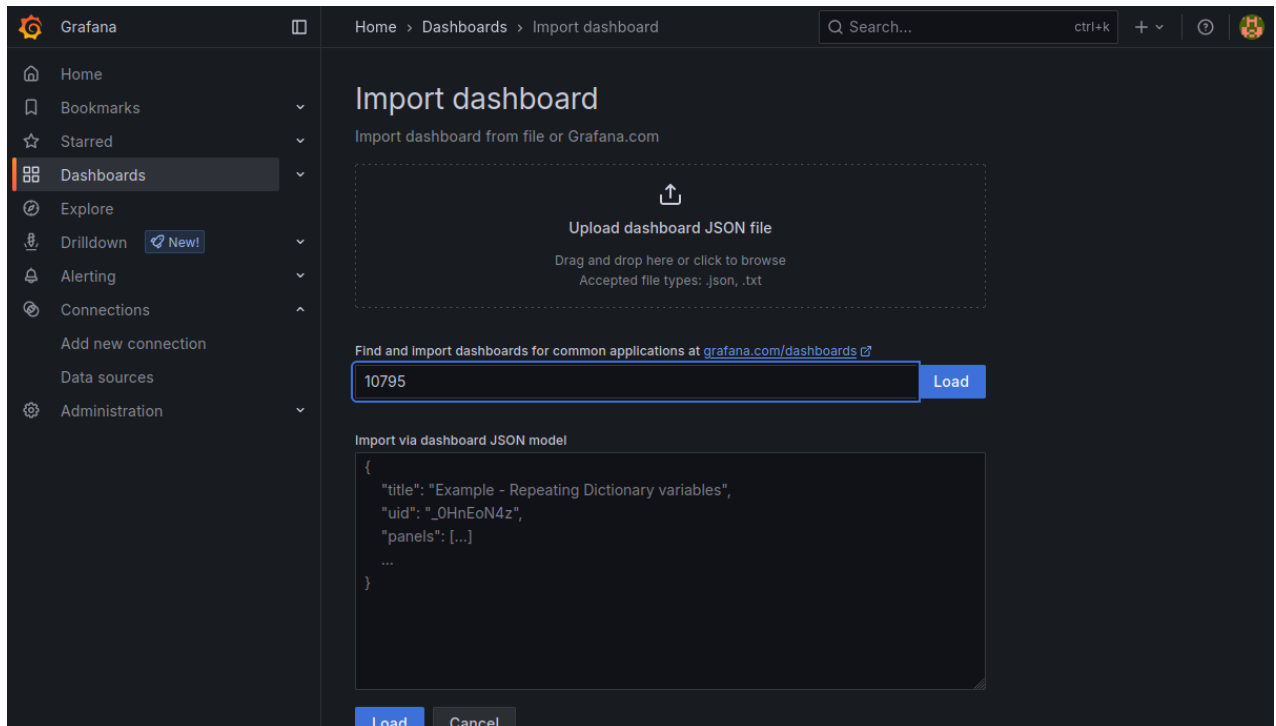 Grafana
Home › Dashboards › Import dashboard
Search...
ctrl+k
Home
Bookmarks
Starred
Dashboards
Explore
Drilldown
New!
Alerting
Connections
Add new connection
Data sources
Administration
Import dashboard
Import dashboard from file or Grafana.com
Upload dashboard JSON file
Drag and drop here or click to browse
Accepted file types: .json, .txt
Find and import dashboards for common applications at grafana.com/dashboards
10795
Load
Import via dashboard JSON model
{
"title": "Example - Repeating Dictionary variables",
"uid": "_0HnEoN4z",
"panels": [...]
...
}
Load
Cancel